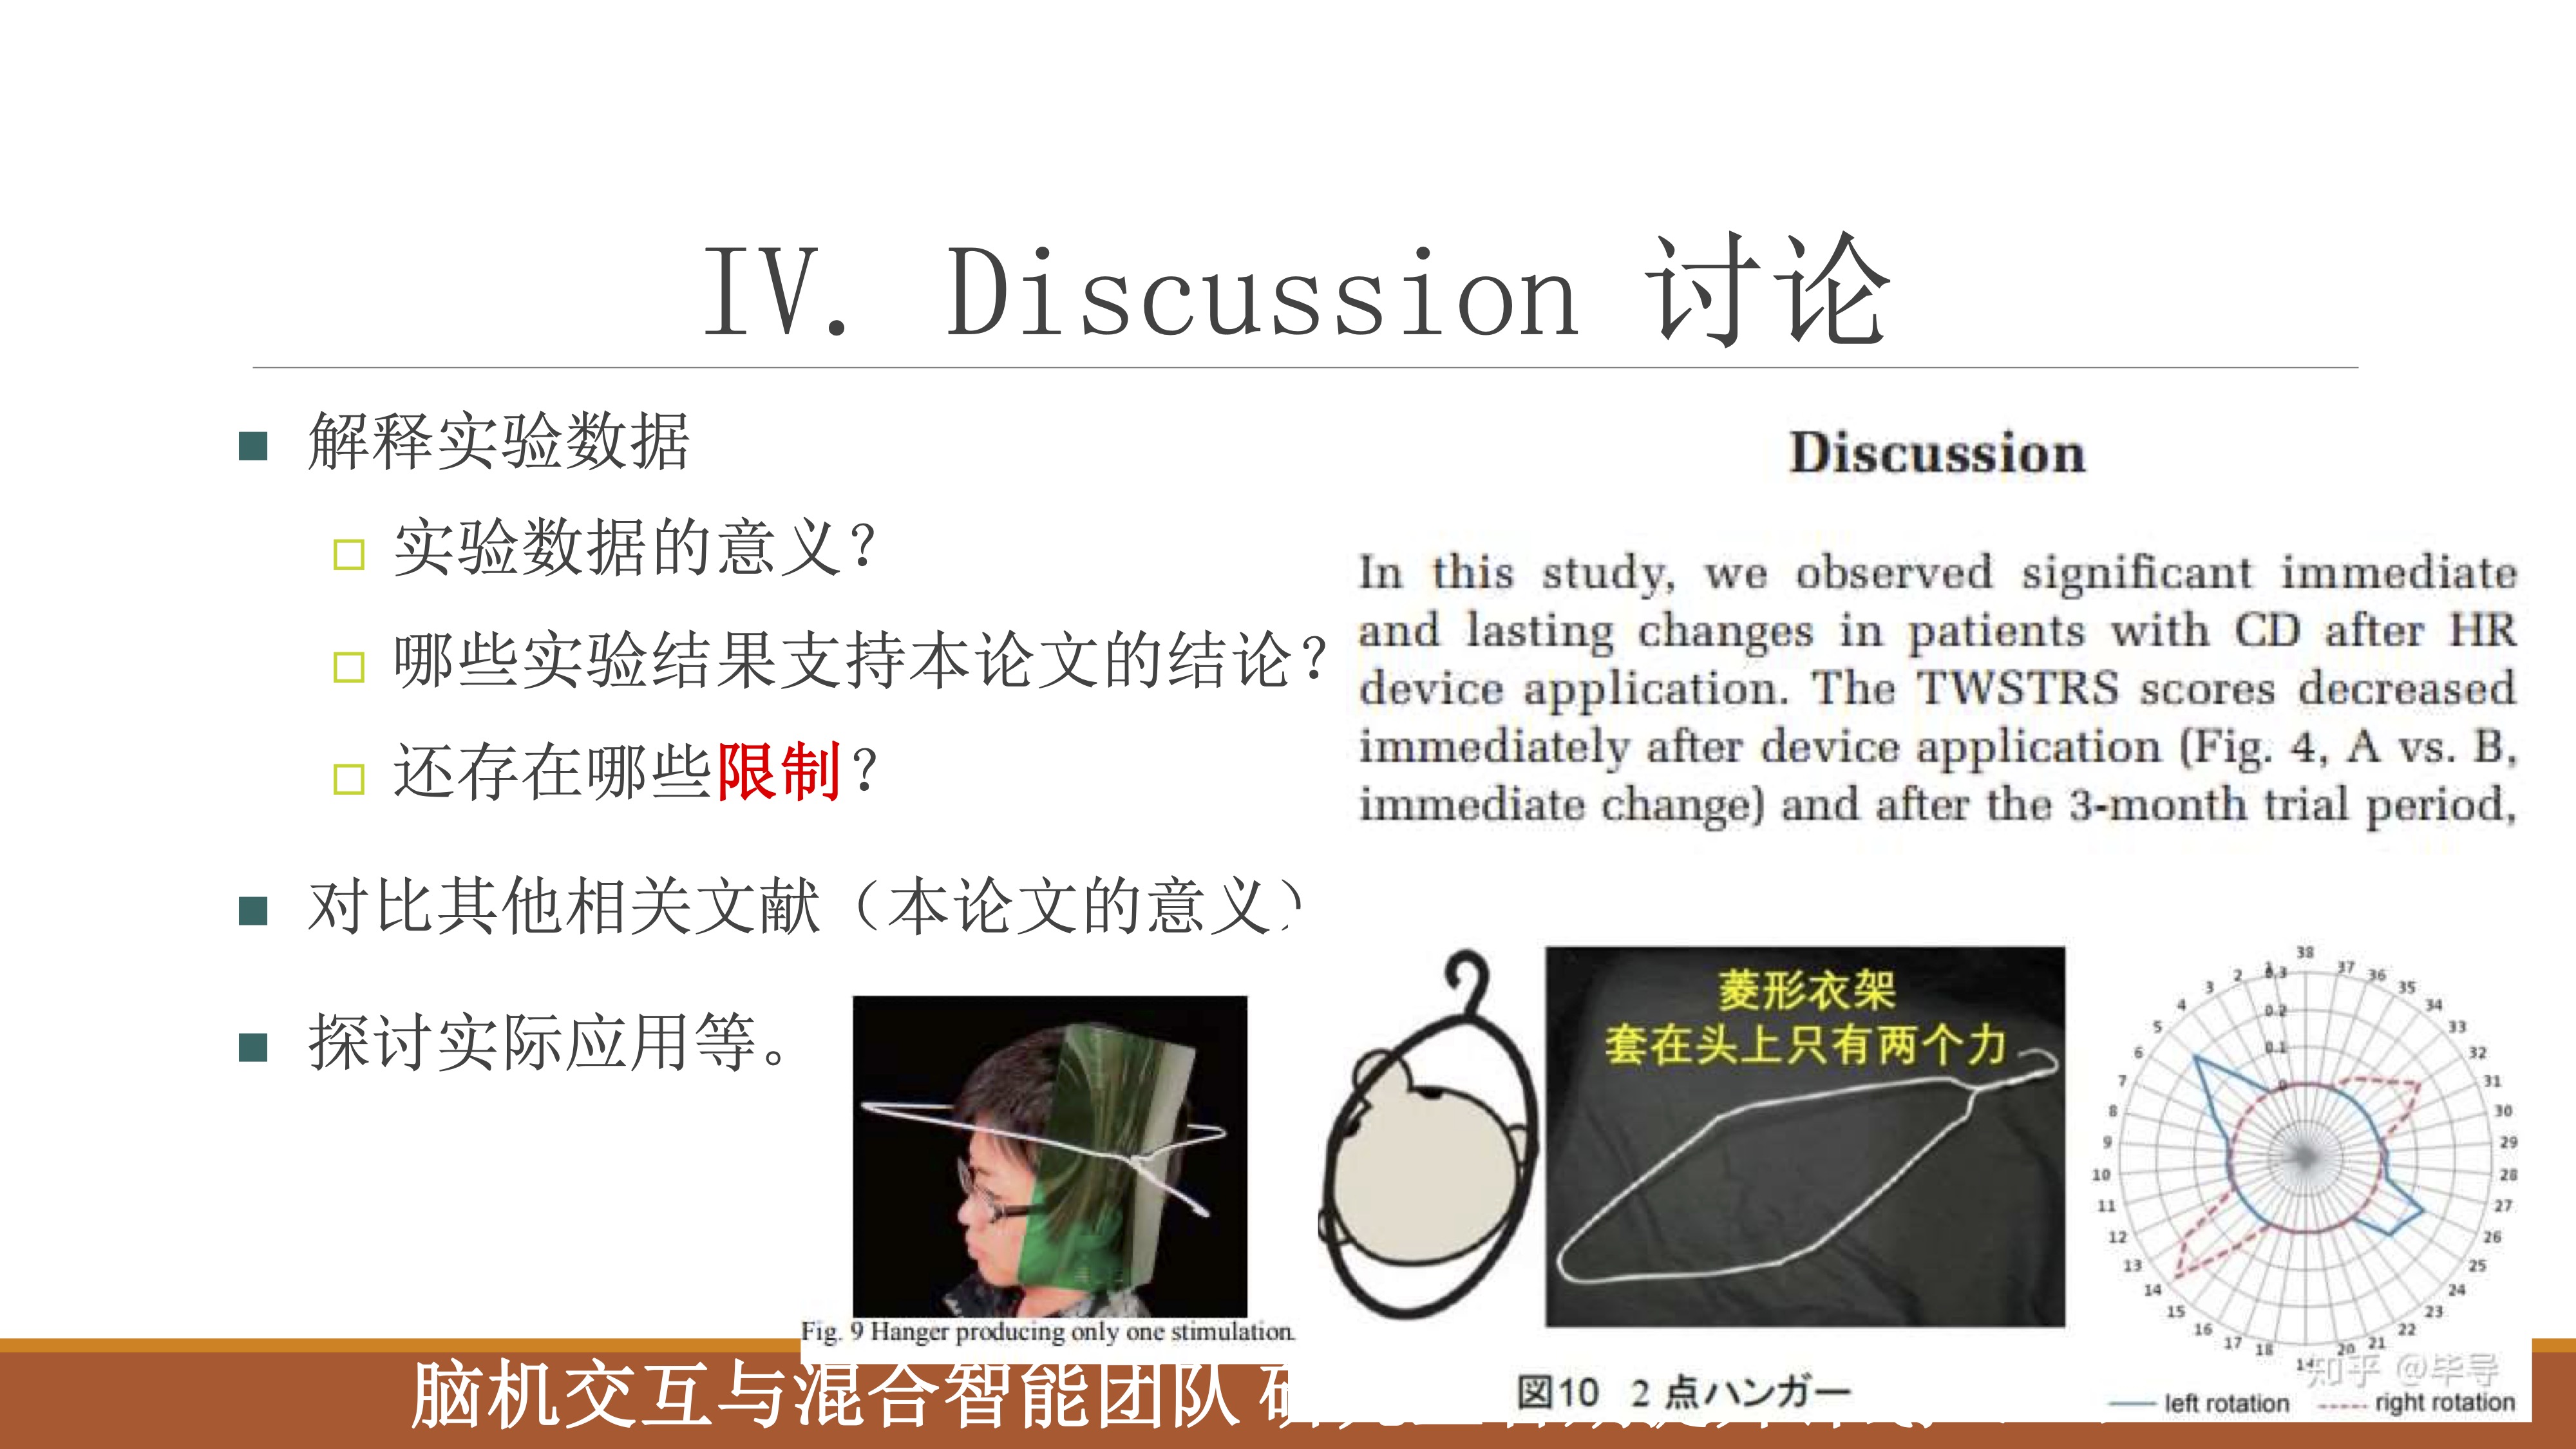 IV. Discussion 讨论
解释实验数据
实验数据的意义？
哪些实验结果支持本论文的结论？
还存在哪些限制？
对比其他相关文献（本论文的意义）
探讨实际应用等。
Discussion
In this study, we observed significant immediate
and lasting changes in patients with CD after HR
device application. The TWSTRS scores decreased
immediately after device application (Fig. 4, A vs. B,
immediate change) and after the 3-month trial period,
Fig. 9 Hanger producing only one stimulation.
菱形衣架
套在头上只有两个力
図10 2点ハンガー
38
37
36
35
34
33
32
31
30
29
28
27
26
25
24
23
22
21
20
18
17
16
15
14
13
12
11
10
9
8
7
6
5
4
3
2
0.3
0.2
0.1
0
知乎 @毕导
left rotation right rotation
脑机交互与混合智能团队